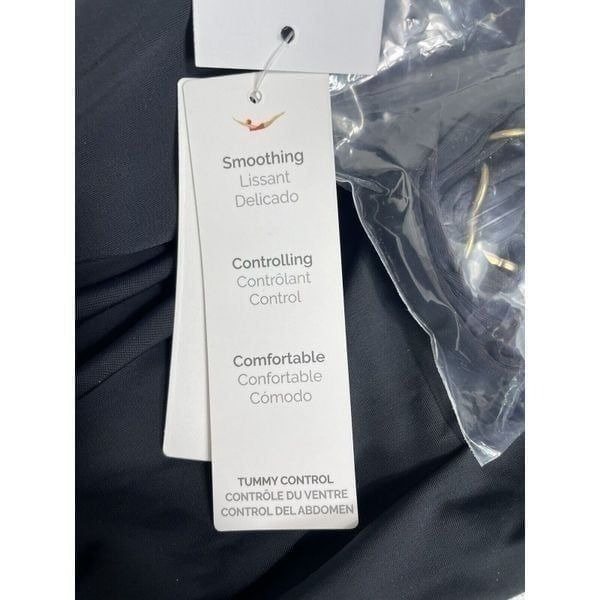 Smoothing
Lissant
Delicado
Controlling
Contrôlant
Control
Comfortable
Confortable
Cómodo
TUMMY CONTROL
CONTRÔLE DU VENTRE
CONTROL DEL ABDOMEN